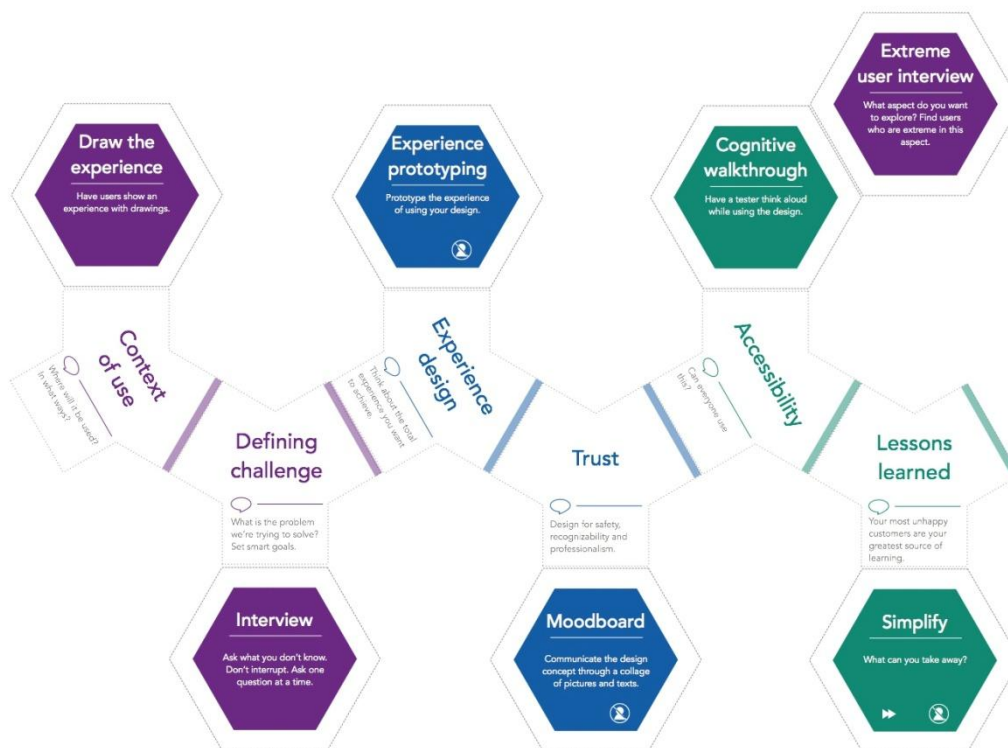 Extreme
user interview
What aspect do you want
to explore? Find users
who are extreme in this
aspect.
Draw the
experience
Have users show an
experience with drawings.
Experience
prototyping
Prototype the experience
of using your design.
Cognitive
walkthrough
Have a tester think aloud
while using the design.
Context
of use
Where will it be used?
In what ways?
Defining
challenge
What is the problem
we're trying to solve?
Set smart goals.
Experience
design
Think about the total
experience you want
to achieve.
Trust
Design for safety,
recognizability and
professionalism.
Accessibility
Can everyone use
this?
Lessons
learned
Your most unhappy
customers are your
greatest source of
learning.
Interview
Ask what you don't know.
Don't interrupt. Ask one
question at a time.
Moodboard
Communicate the design
concept through a collage
of pictures and texts.
Simplify
What can you take away?